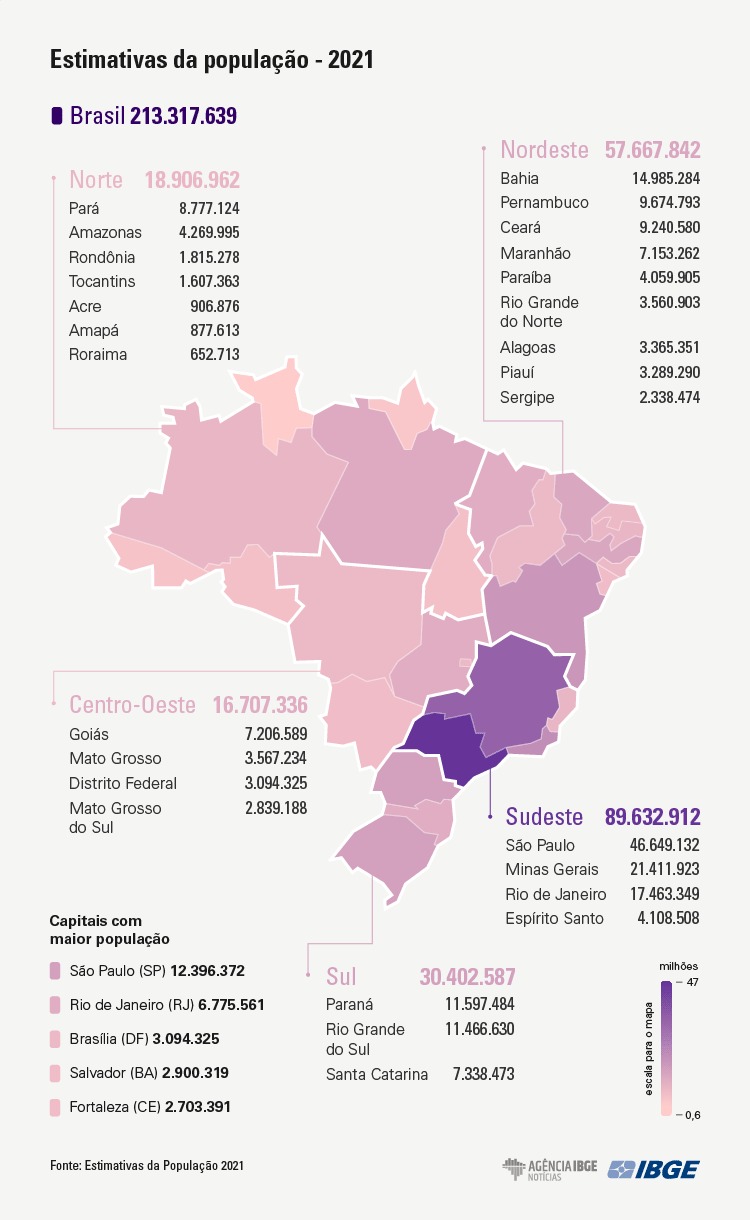 Estimativas da população - 2021
Brasil 213.317.639
Norte 18.906.962
Pará 8.777.124
Amazonas 4.269.995
Rondônia 1.815.278
Tocantins 1.607.363
Acre 906.876
Amapá 877.613
Roraima 652.713
Nordeste 57.667.842
Bahia 14.985.284
Pernambuco 9.674.793
Ceará 9.240.580
Maranhão 7.153.262
Paraíba 4.059.905
Rio Grande 3.560.903
do Norte
Alagoas 3.365.351
Piauí 3.289.290
Sergipe 2.338.474
Centro-Oeste 16.707.336
Goiás 7.206.589
Mato Grosso 3.567.234
Distrito Federal 3.094.325
Mato Grosso 2.839.188
do Sul
Sudeste 89.632.912
São Paulo 46.649.132
Minas Gerais 21.411.923
Rio de Janeiro 17.463.349
Espírito Santo 4.108.508
Capitais com
maior população
São Paulo (SP) 12.396.372
Rio de Janeiro (RJ) 6.775.561
Brasília (DF) 3.094.325
Salvador (BA) 2.900.319
Fortaleza (CE) 2.703.391
Sul 30.402.587
Paraná 11.597.484
Rio Grande 11.466.630
do Sul
Santa Catarina 7.338.473
milhões
47
escala para o mapa
0,6
Fonte: Estimativas da População 2021
AGÊNCIA IBGE
NOTÍCIAS
IBGE